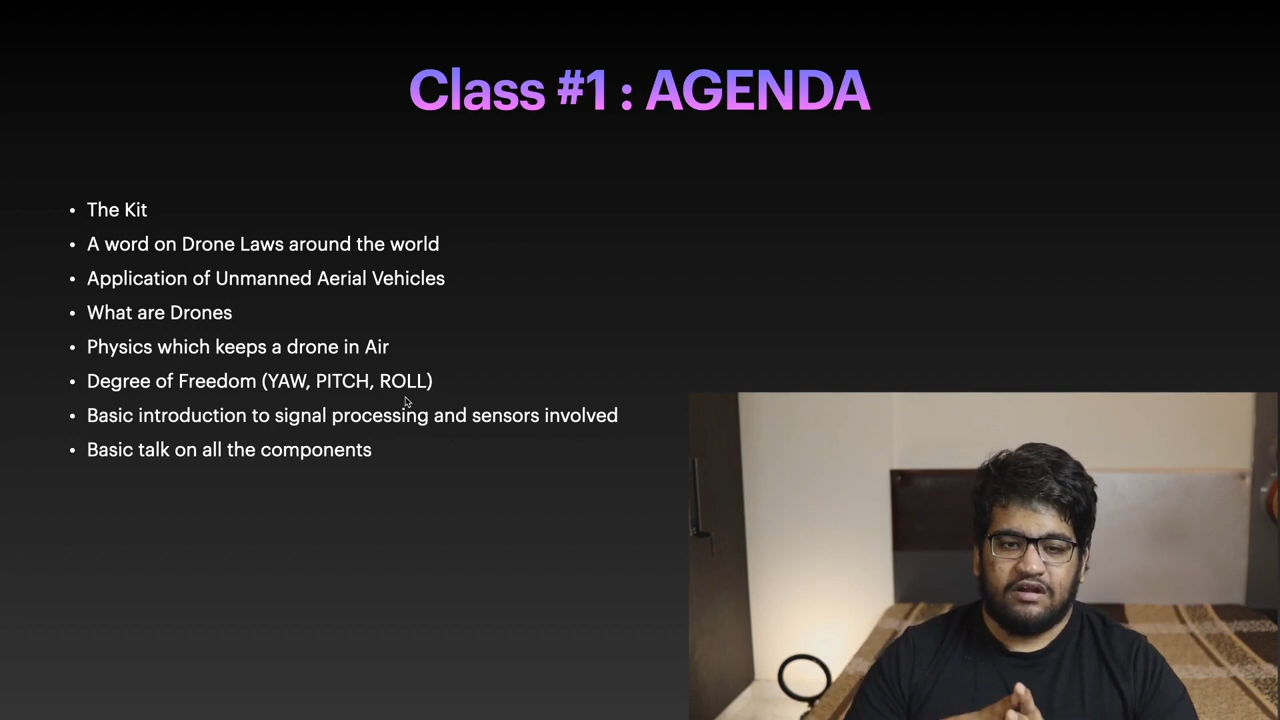 Class #1 : AGENDA
• The Kit
• A word on Drone Laws around the world
• Application of Unmanned Aerial Vehicles
• What are Drones
• Physics which keeps a drone in Air
• Degree of Freedom (YAW, PITCH, ROLL)
• Basic introduction to signal processing and sensors involved
• Basic talk on all the components